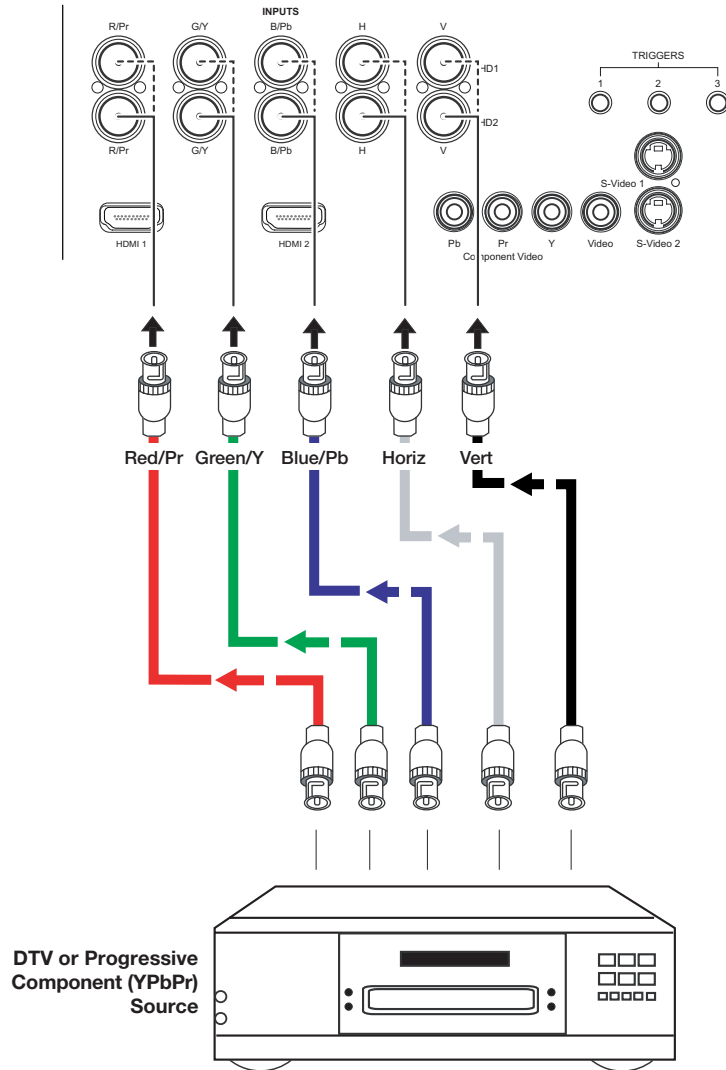 INPUTS
R/Pr G/Y B/Pb H V
HD1
HD2
R/Pr G/Y B/Pb H V
TRIGGERS
1 2 3
S-Video 1
HDMI 1 HDMI 2
Pb Pr Y Video S-Video 2
Component Video
Red/Pr Green/Y Blue/Pb Horiz Vert
DTV or Progressive
Component (YPbPr)
Source